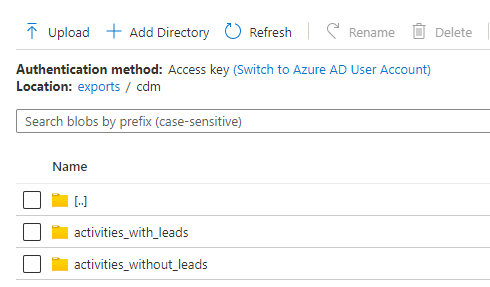 Upload Add Directory Refresh Rename Delete
Authentication method: Access key (Switch to Azure AD User Account)
Location: exports / cdm
Search blobs by prefix (case-sensitive)
Name
[..]
activities_with_leads
activities_without_leads